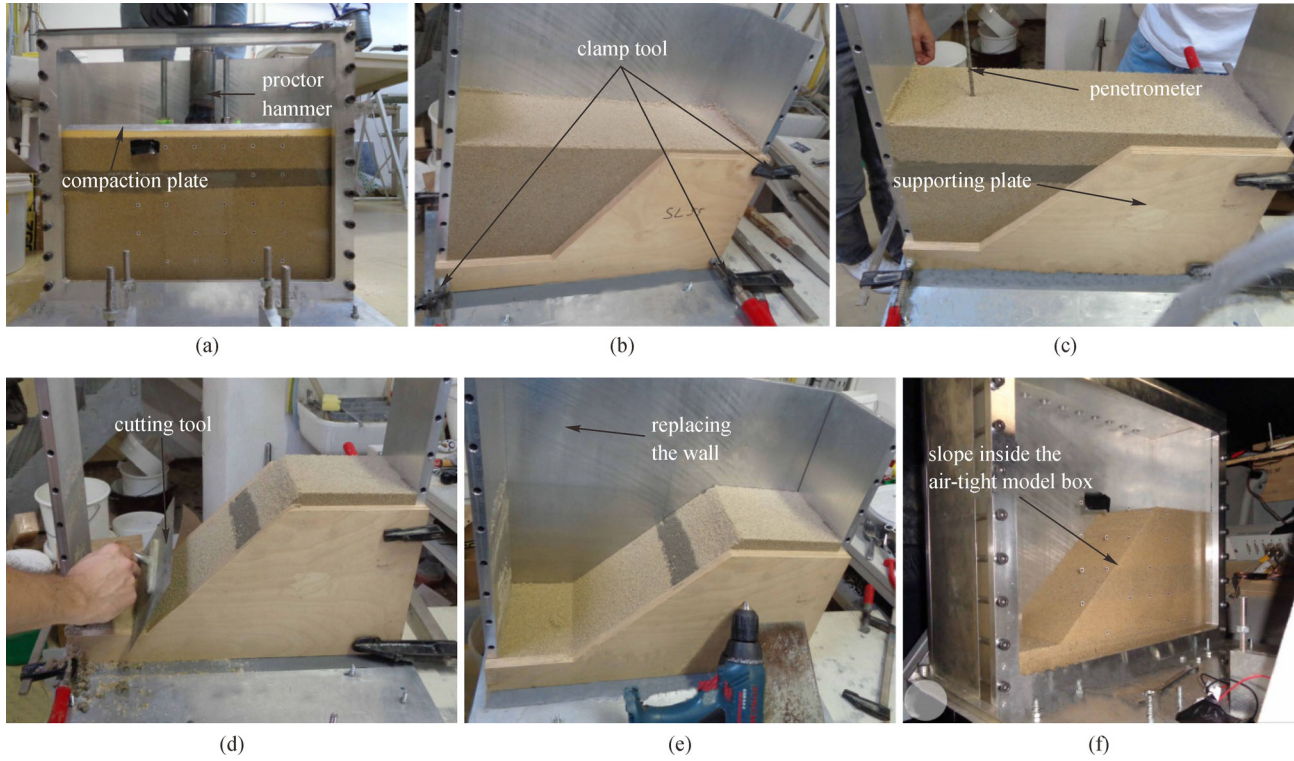 proctor
hammer
compaction plate
(a)
clamp tool
SLJT
(b)
penetrometer
supporting plate
(c)
cutting tool
(d)
replacing
the wall
(e)
slope inside the
air-tight model box
(f)